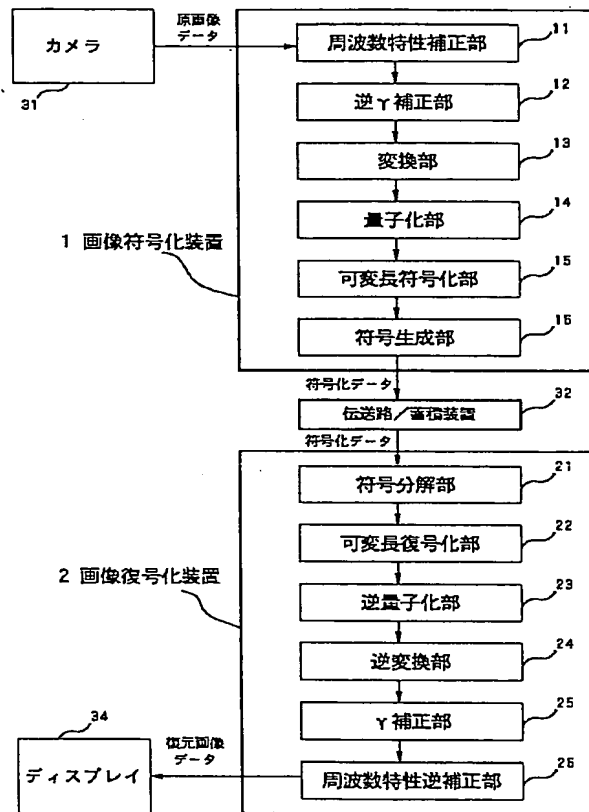 カメラ
31
原画像
データ
周波数特性補正部
11
逆γ補正部
12
変換部
13
量子化部
14
1 画像符号化装置
可変長符号化部
15
符号生成部
16
符号化データ
伝送路/蓄積装置
32
符号化データ
符号分解部
21
可変長復号化部
22
2 画像復号化装置
逆量子化部
23
逆変換部
24
γ補正部
25
34
復元画像
データ
ディスプレイ
周波数特性逆補正部
26